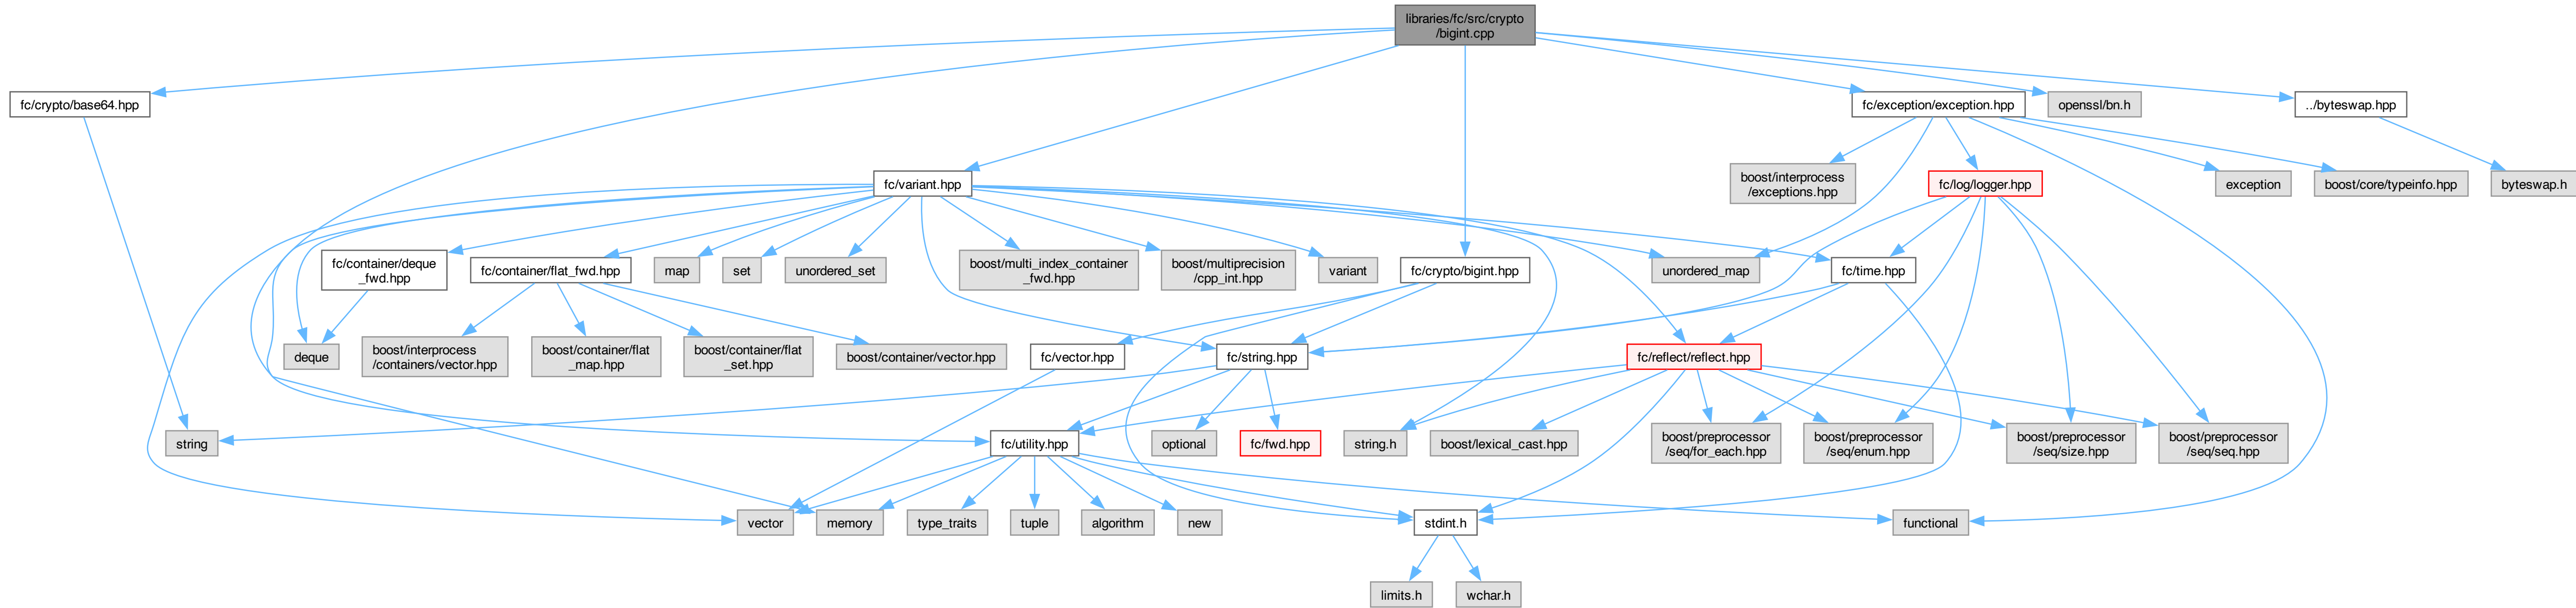 libraries/fc/src/crypto
/bigint.cpp
fc/crypto/base64.hpp
fc/exception/exception.hpp
openssl/bn.h
../byteswap.hpp
fc/variant.hpp
boost/interprocess
/exceptions.hpp
fc/log/logger.hpp
exception
boost/core/typeinfo.hpp
byteswap.h
fc/container/deque
_fwd.hpp
fc/container/flat_fwd.hpp
map
set
unordered_set
boost/multi_index_container
_fwd.hpp
boost/multiprecision
/cpp_int.hpp
variant
fc/crypto/bigint.hpp
unordered_map
fc/time.hpp
deque
boost/interprocess
/containers/vector.hpp
boost/container/flat
_map.hpp
boost/container/flat
_set.hpp
boost/container/vector.hpp
fc/vector.hpp
fc/string.hpp
fc/reflect/reflect.hpp
string
fc/utility.hpp
optional
fc/fwd.hpp
string.h
boost/lexical_cast.hpp
boost/preprocessor
/seq/for_each.hpp
boost/preprocessor
/seq/enum.hpp
boost/preprocessor
/seq/size.hpp
boost/preprocessor
/seq/seq.hpp
vector
memory
type_traits
tuple
algorithm
new
stdint.h
functional
limits.h
wchar.h